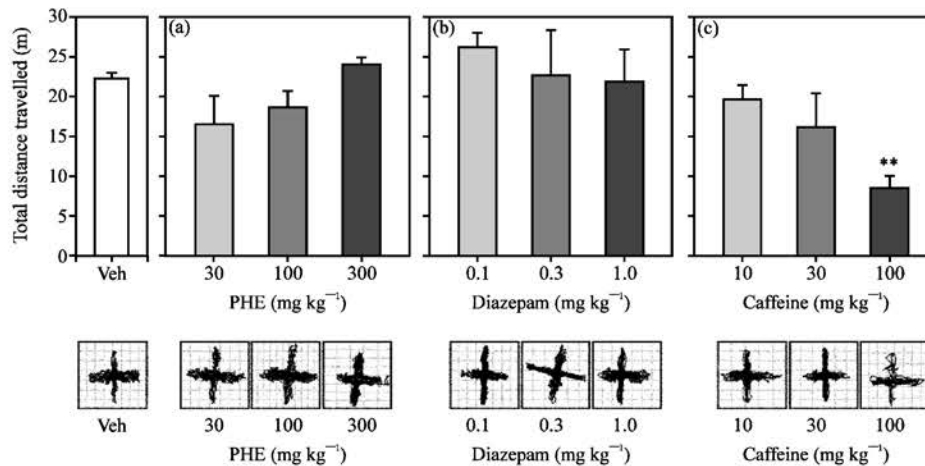 Total distance travelled (m)
30
25
20
15
10
5
0
(a)
(b)
(c)
**
Veh
30 100 300
0.1 0.3 1.0
10 30 100
PHE (mg kg⁻¹)
Diazepam (mg kg⁻¹)
Caffeine (mg kg⁻¹)
Veh
30 100 300
0.1 0.3 1.0
10 30 100
PHE (mg kg⁻¹)
Diazepam (mg kg⁻¹)
Caffeine (mg kg⁻¹)